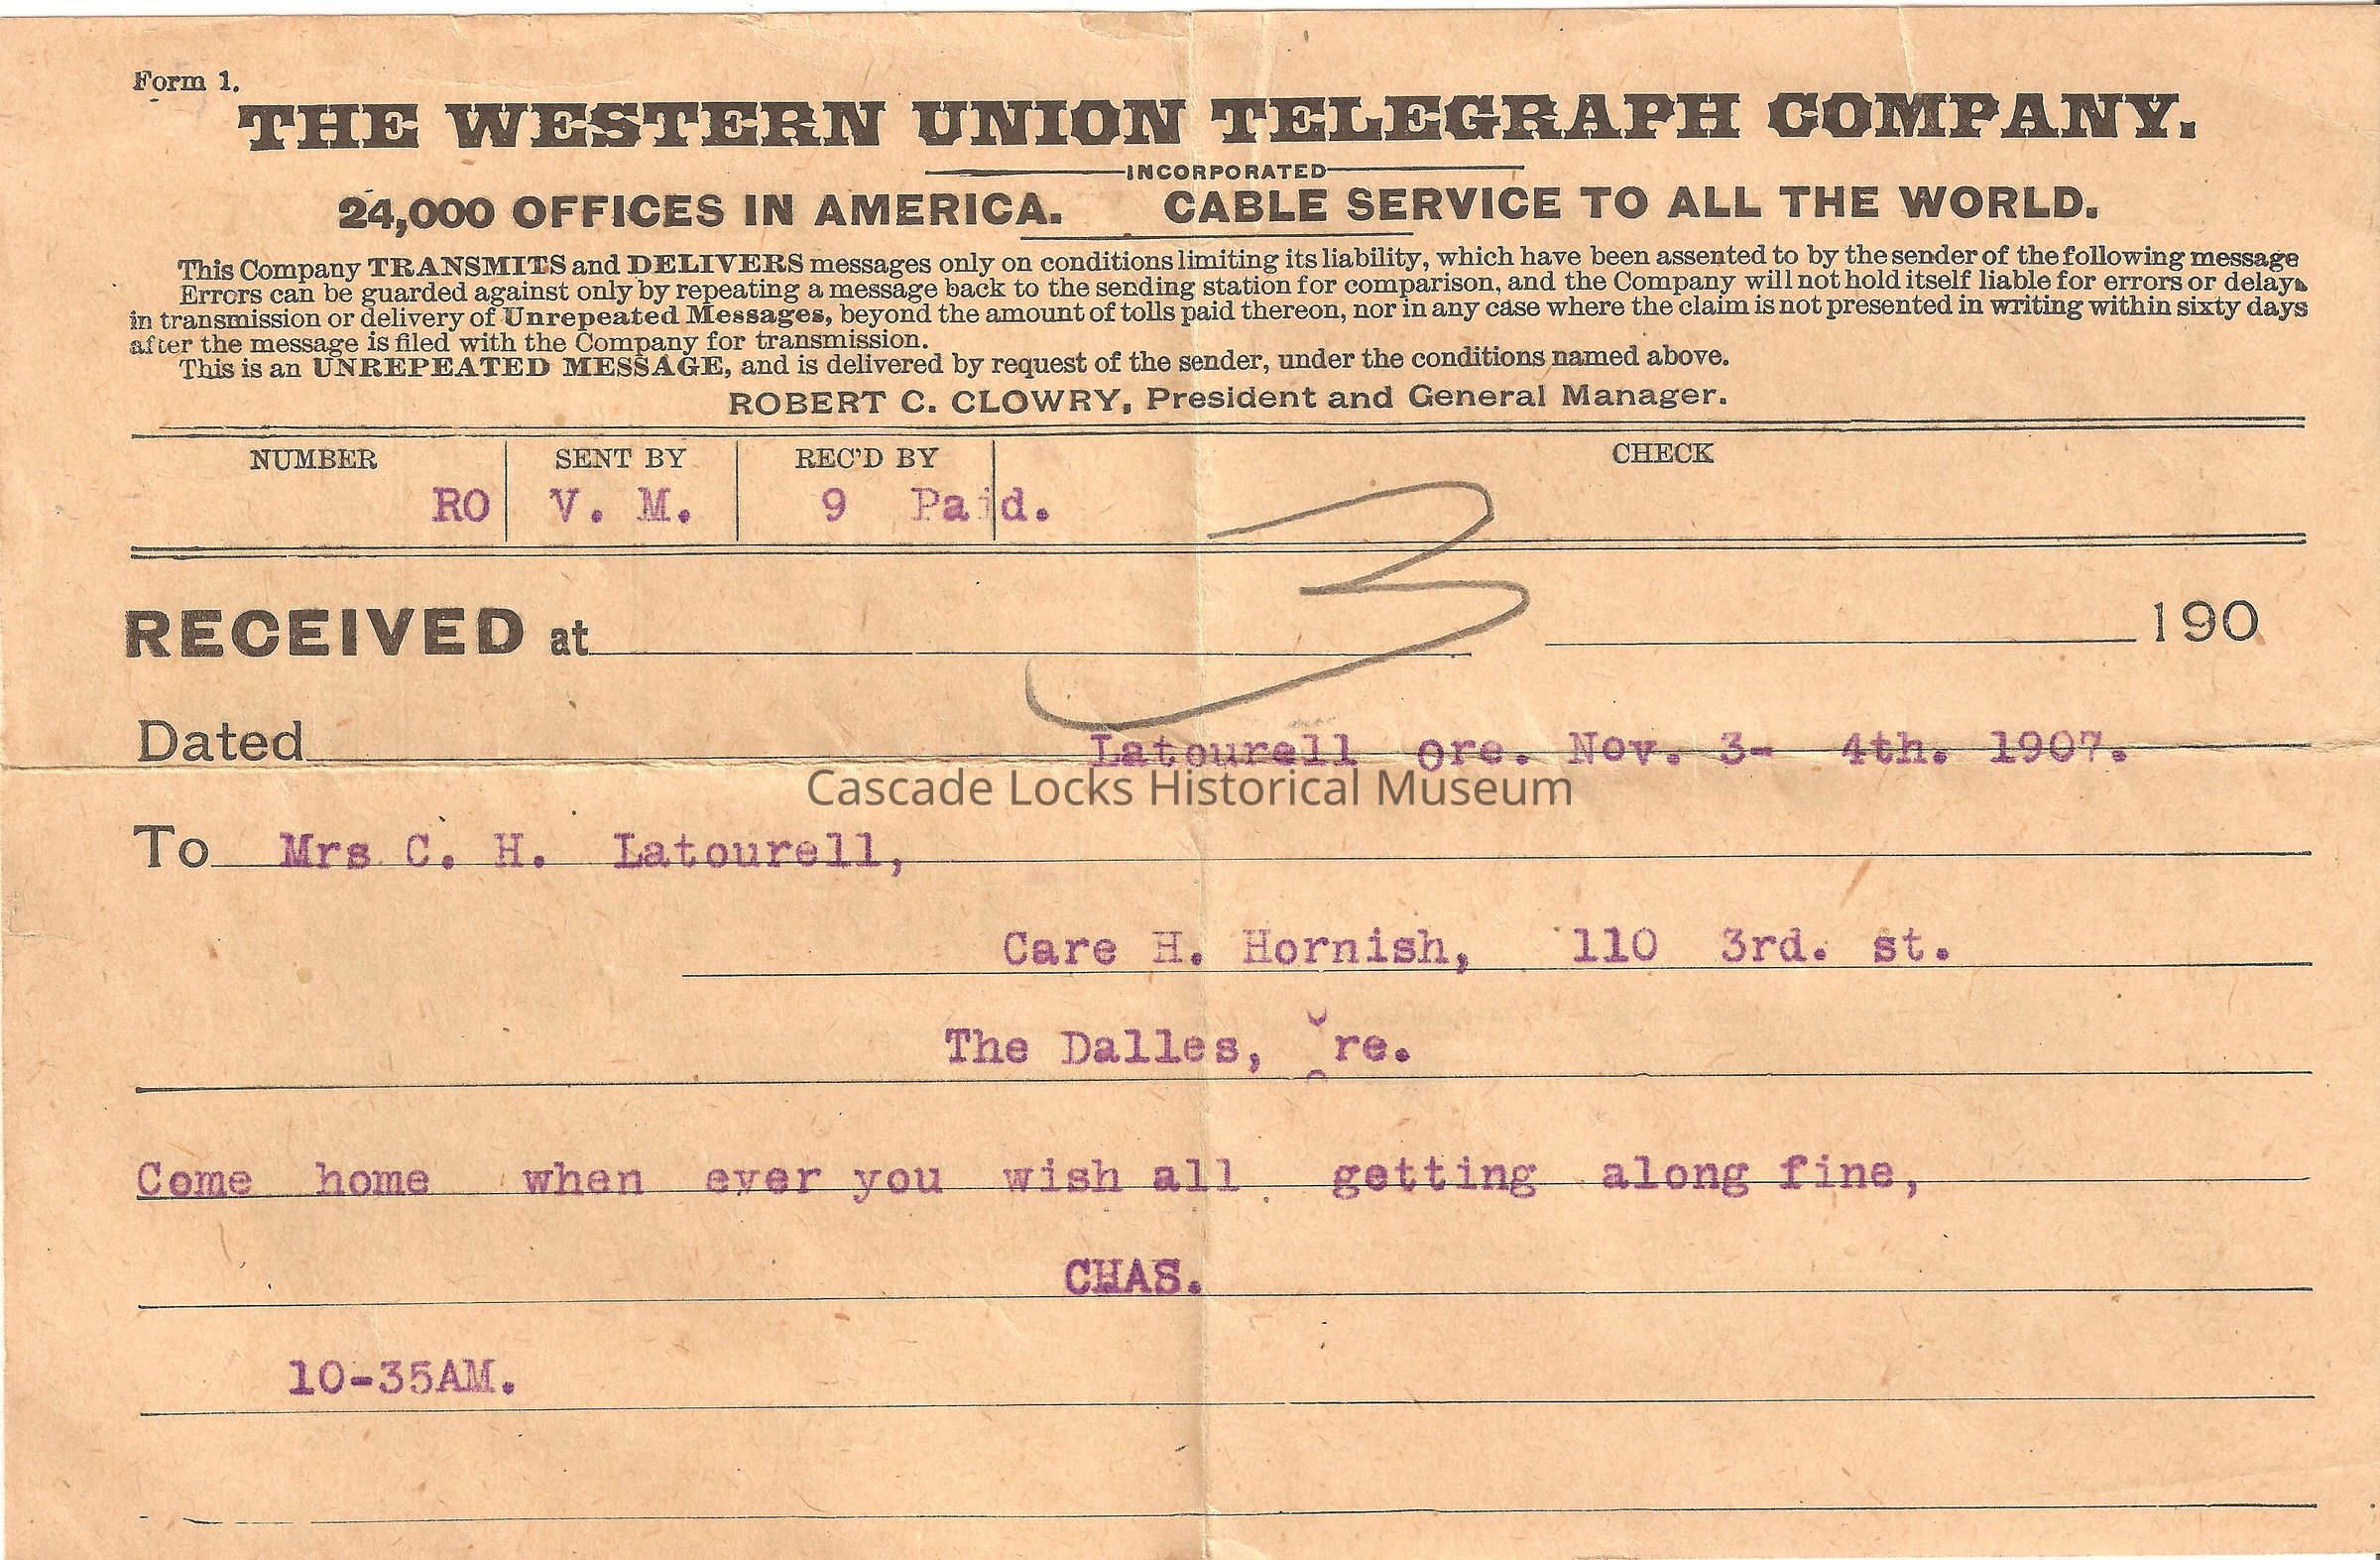 Form 1.
THE WESTERN UNION TELEGRAPH COMPANY.
INCORPORATED
24,000 OFFICES IN AMERICA. CABLE SERVICE TO ALL THE WORLD.
This Company TRANSMITS and DELIVERS messages only on conditions limiting its liability, which have been assented to by the sender of the following message
Errors can be guarded against only by repeating a message back to the sending station for comparison, and the Company will not hold itself liable for errors or delays
in transmission or delivery of Unrepeated Messages, beyond the amount of tolls paid thereon, nor in any case where the claim is not presented in writing within sixty days
after the message is filed with the Company for transmission.
This is an UNREPEATED MESSAGE, and is delivered by request of the sender, under the conditions named above.
ROBERT C. CLOWRY, President and General Manager.
NUMBER SENT BY REC'D BY CHECK
RO V. M. 9 Paid.
3
RECEIVED at 190
Dated Latourell ore. Nov. 3- 4th. 1907.
Cascade Locks Historical Museum
To Mrs C. H. Latourell,
Care H. Hornish, 110 3rd. st.
The Dalles, Ore.
Come home when ever you wish all getting along fine,
CHAS.
10-35AM.